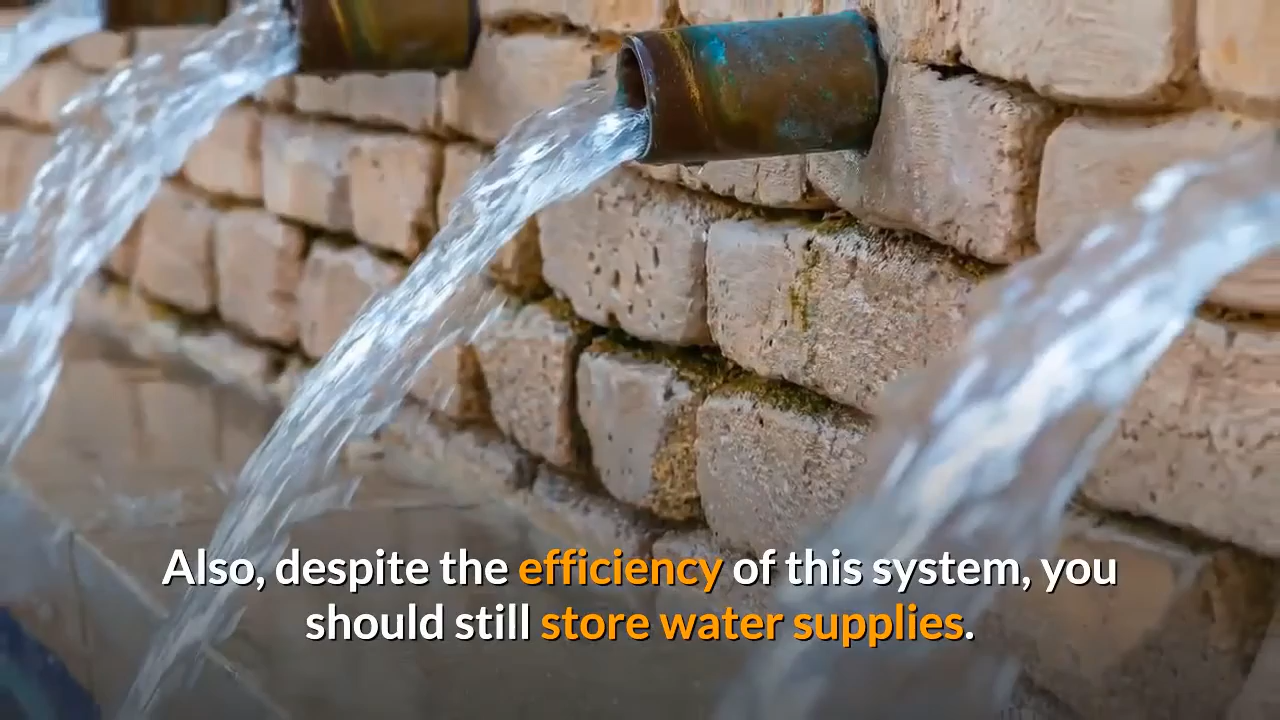 Also, despite the efficiency of this system, you
should still store water supplies.